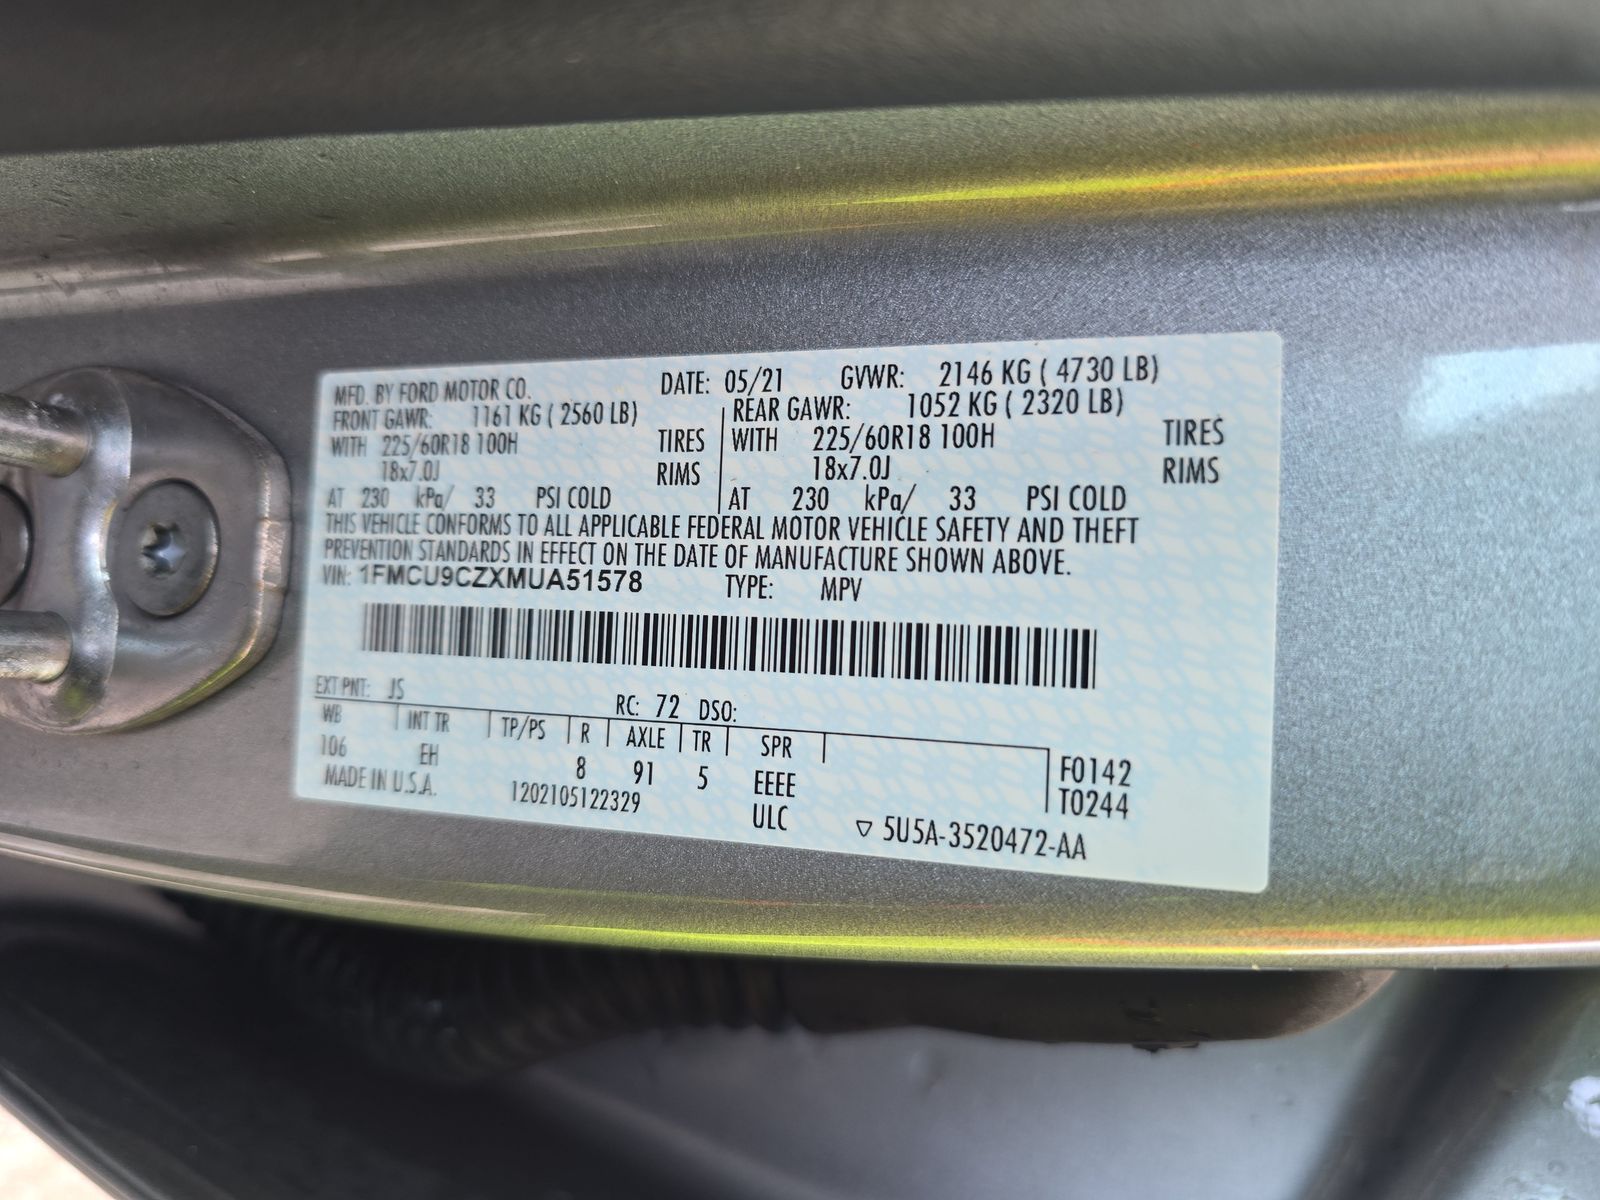 MFD. BY FORD MOTOR CO. DATE: 05/21 GVWR: 2146 KG ( 4730 LB)
FRONT GAWR: 1161 KG ( 2560 LB) REAR GAWR: 1052 KG ( 2320 LB)
WITH 225/60R18 100H TIRES WITH 225/60R18 100H TIRES
18x7.0J RIMS 18x7.0J RIMS
AT 230 kPa/ 33 PSI COLD AT 230 kPa/ 33 PSI COLD
THIS VEHICLE CONFORMS TO ALL APPLICABLE FEDERAL MOTOR VEHICLE SAFETY AND THEFT
PREVENTION STANDARDS IN EFFECT ON THE DATE OF MANUFACTURE SHOWN ABOVE.
VIN: 1FMCU9CZXMUA51578 TYPE: MPV
EXT PNT: JS RC: 72 DSO:
WB INT TR TP/PS R AXLE TR SPR
106 EH 8 91 5 EEEE F0142
MADE IN U.S.A. 1202105122329 ULC T0244
▽ 5U5A-3520472-AA